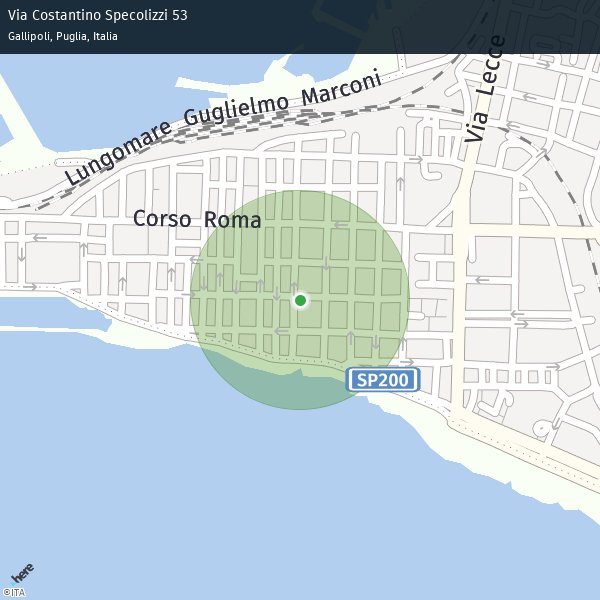 Via Costantino Specolizzi 53
Gallipoli, Puglia, Italia
Lungomare Guglielmo Marconi
Via Lecce
Corso Roma
SP200
here
©ITA